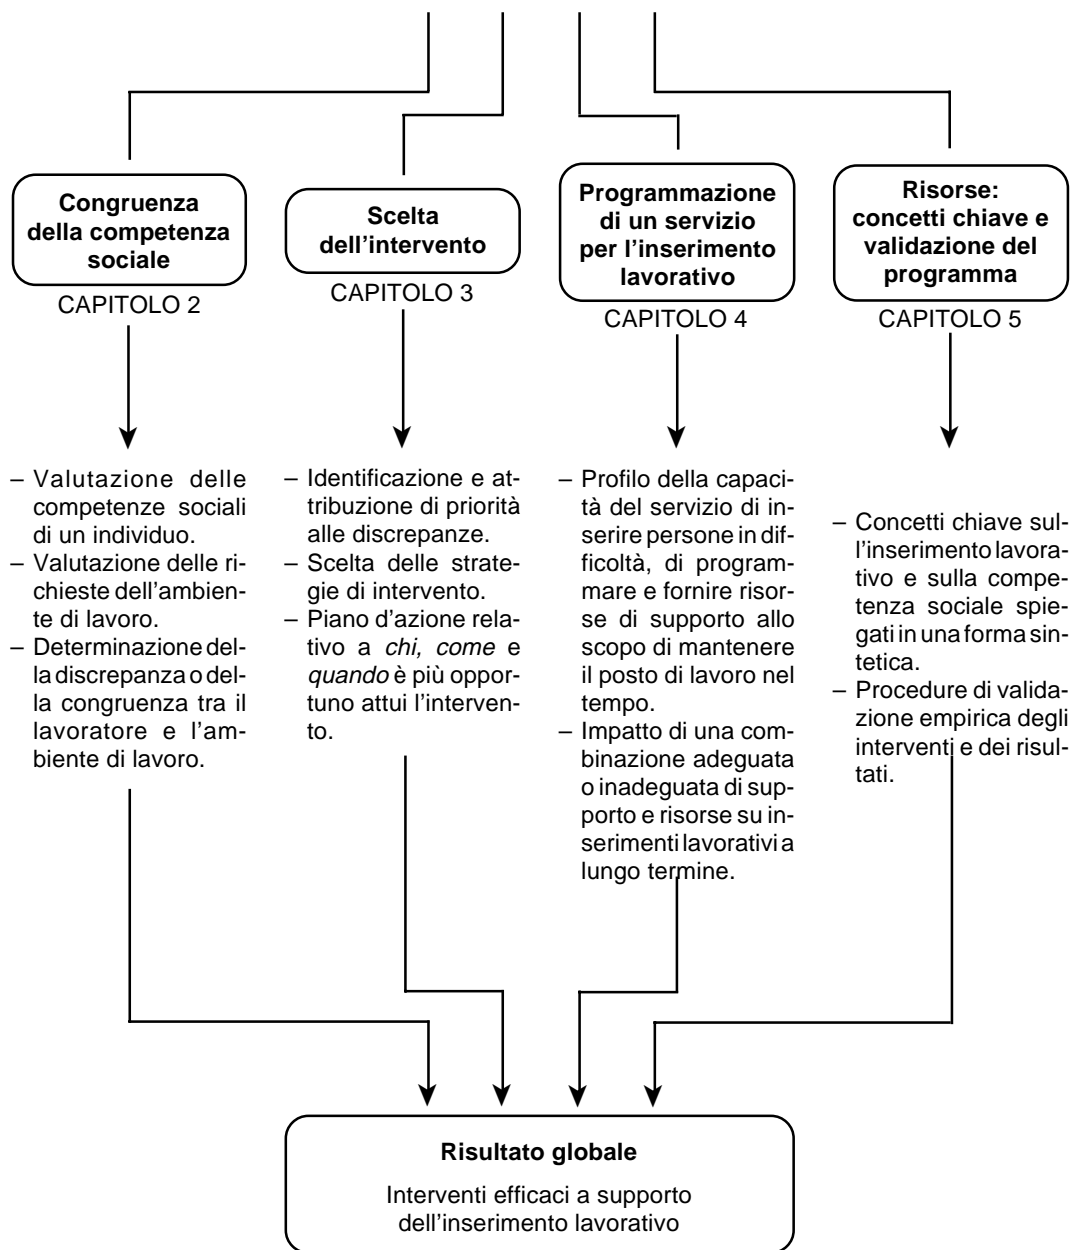 Congruenza
della competenza
sociale
CAPITOLO 2
Scelta
dell'intervento
CAPITOLO 3
Programmazione
di un servizio
per l'inserimento
lavorativo
CAPITOLO 4
Risorse:
concetti chiave e
validazione del
programma
CAPITOLO 5
– Valutazione delle
competenze sociali
di un individuo.
– Valutazione delle ri-
chieste dell'ambien-
te di lavoro.
– Determinazione del-
la discrepanza o del-
la congruenza tra il
lavoratore e l'am-
biente di lavoro.
– Identificazione e at-
tribuzione di priorità
alle discrepanze.
– Scelta delle strate-
gie di intervento.
– Piano d'azione rela-
tivo a chi, come e
quando è più oppor-
tuno attui l'interven-
to.
– Profilo della capaci-
tà del servizio di in-
serire persone in dif-
ficoltà, di program-
mare e fornire risor-
se di supporto allo
scopo di mantenere
il posto di lavoro nel
tempo.
– Impatto di una com-
binazione adeguata
o inadeguata di sup-
porto e risorse su in-
serimenti lavorativi a
lungo termine.
– Concetti chiave sul-
l'inserimento lavora-
tivo e sulla compe-
tenza sociale spie-
gati in una forma sin-
tetica.
– Procedure di valida-
zione empirica degli
interventi e dei risul-
tati.
Risultato globale
Interventi efficaci a supporto
dell'inserimento lavorativo